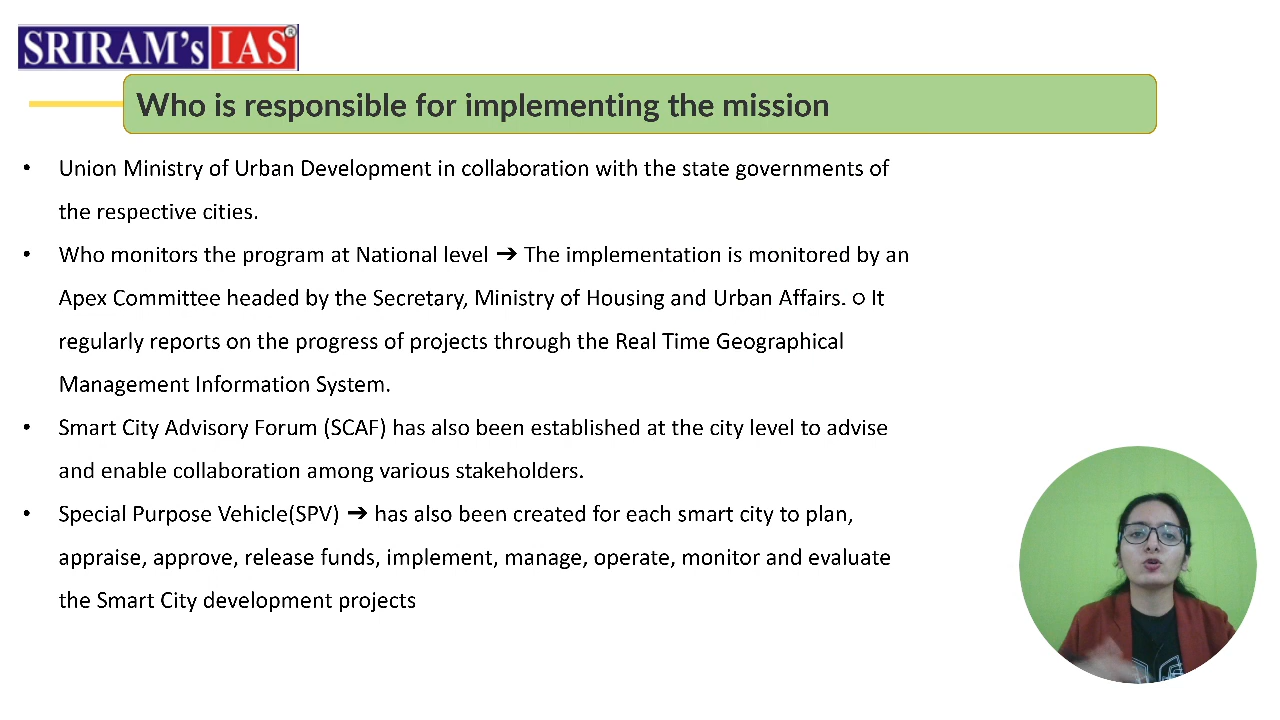 SRIRAM's IAS ®
Who is responsible for implementing the mission
• Union Ministry of Urban Development in collaboration with the state governments of
the respective cities.
• Who monitors the program at National level ➔ The implementation is monitored by an
Apex Committee headed by the Secretary, Ministry of Housing and Urban Affairs. ○ It
regularly reports on the progress of projects through the Real Time Geographical
Management Information System.
• Smart City Advisory Forum (SCAF) has also been established at the city level to advise
and enable collaboration among various stakeholders.
• Special Purpose Vehicle(SPV) ➔ has also been created for each smart city to plan,
appraise, approve, release funds, implement, manage, operate, monitor and evaluate
the Smart City development projects